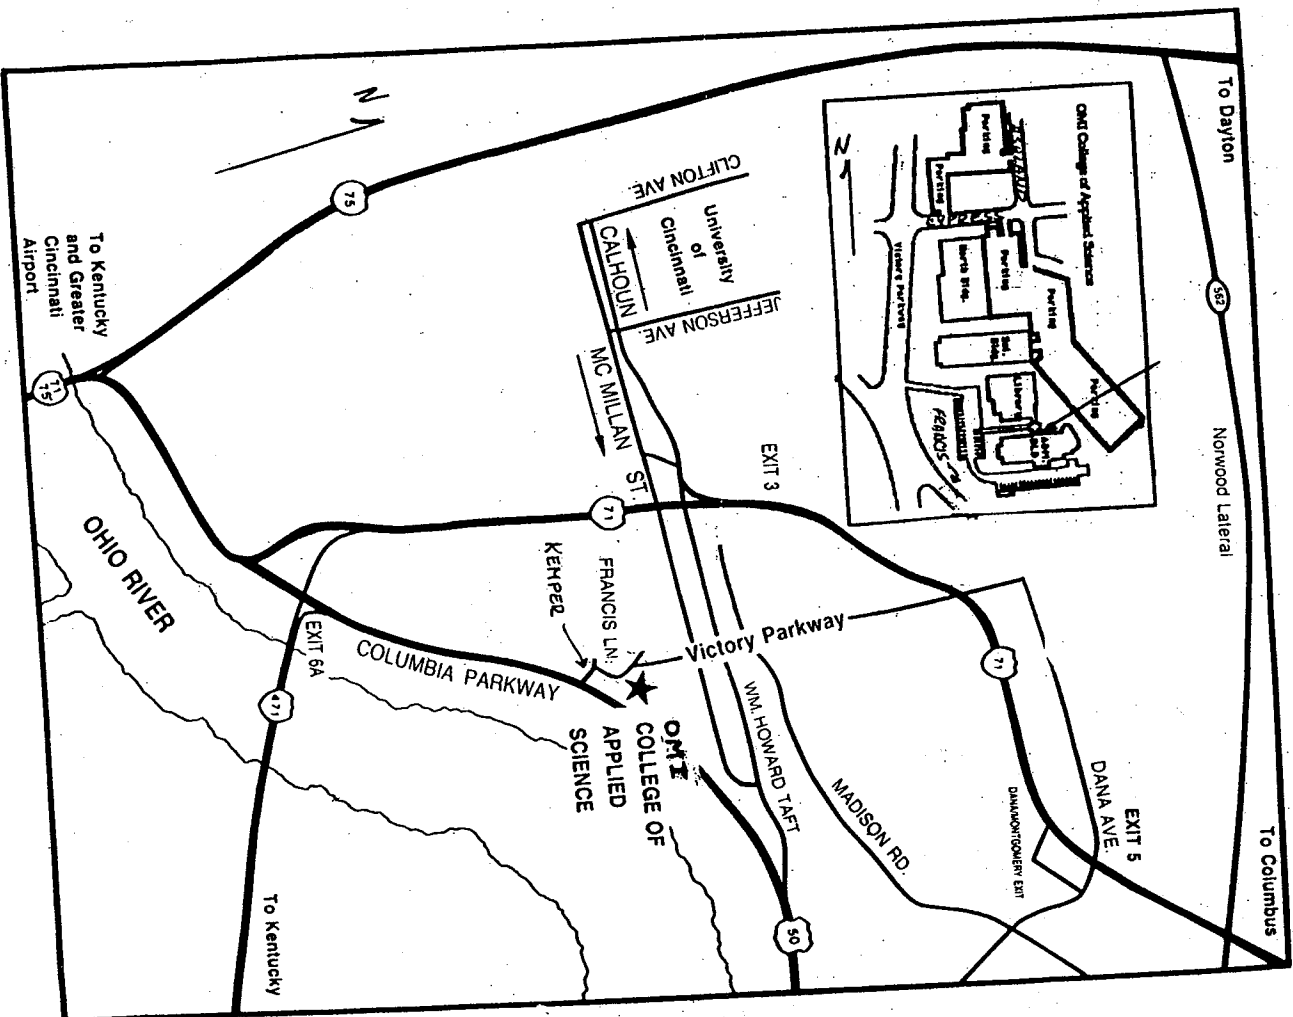 To Dayton
562
Norwood Lateral
To Columbus
OMI College of Applied Science
Parking
Parking
Parking
Parking
Parking
North Bldg.
Library
Victory Parkway
FRANCIS
N
N
75
CLIFTON AVE.
University
of
Cincinnati
CALHOUN
JEFFERSON AVE.
MC MILLAN ST.
EXIT 3
71
71
EXIT 5
DANA AVE.
DANA/MONTGOMERY EXIT
MADISON RD.
WM. HOWARD TAFT
Victory Parkway
FRANCIS LN.
KEMPER
OMI
COLLEGE OF
APPLIED
SCIENCE
50
COLUMBIA PARKWAY
EXIT 6A
471
To Kentucky
OHIO RIVER
To Kentucky
and Greater
Cincinnati
Airport
71
75